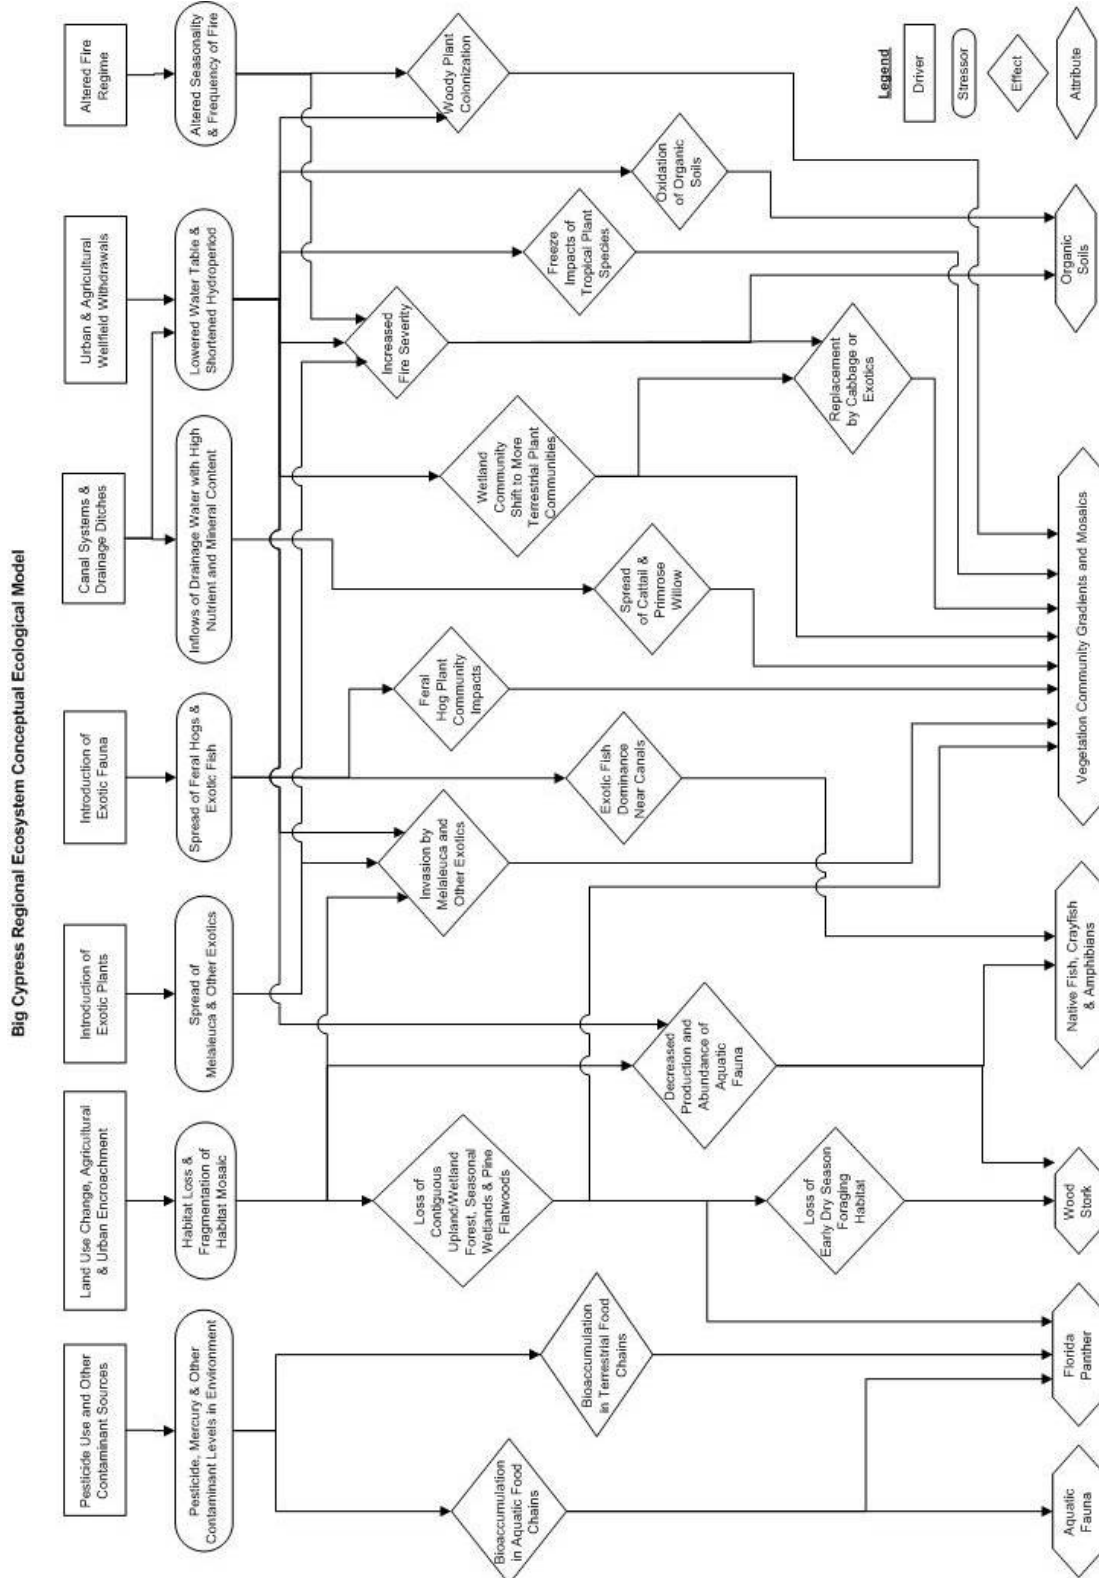 Big Cypress Regional Ecosystem Conceptual Ecological Model
Pesticide Use and Other
Contaminant Sources
Land Use Change, Agricultural
& Urban Encroachment
Introduction of
Exotic Plants
Introduction of
Exotic Fauna
Canal Systems &
Drainage Ditches
Urban & Agricultural
Wellfield Withdrawals
Altered Fire
Regime
Pesticide, Mercury & Other
Contaminant Levels in Environment
Habitat Loss &
Fragmentation of
Habitat Mosaic
Spread of
Melaleuca & Other Exotics
Spread of Feral Hogs &
Exotic Fish
Inflows of Drainage Water with High
Nutrient and Mineral Content
Lowered Water Table &
Shortened Hydroperiod
Altered Seasonality
& Frequency of Fire
Bioaccumulation
in Aquatic Food
Chains
Bioaccumulation
in Terrestrial Food
Chains
Loss of
Contiguous
Upland/Wetland
Forest, Seasonal
Wetlands & Pine
Flatwoods
Loss of
Early Dry Season
Foraging
Habitat
Decreased
Production and
Abundance of
Aquatic
Fauna
Invasion by
Melaleuca and
Other Exotics
Exotic Fish
Dominance
Near Canals
Feral
Hog Plant
Community
Impacts
Spread
of Cattail &
Primrose
Willow
Wetland
Community
Shift to More
Terrestrial Plant
Communities
Replacement
by Cabbage or
Exotics
Increased
Fire Severity
Freeze
Impacts of
Tropical Plant
Species
Oxidation
of Organic
Soils
Woody Plant
Colonization
Aquatic
Fauna
Florida
Panther
Wood
Stork
Native Fish, Crayfish
& Amphibians
Vegetation Community Gradients and Mosaics
Organic
Soils
Legend
Driver
Stressor
Effect
Attribute